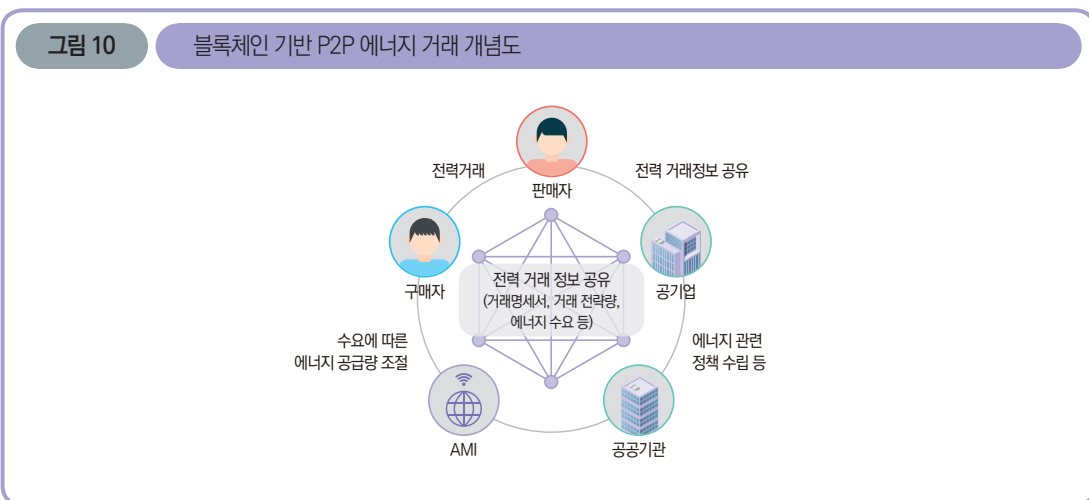 그림 10
블록체인 기반 P2P 에너지 거래 개념도
전력거래
전력 거래정보 공유
판매자
구매자
공기업
전력 거래 정보 공유
(거래명세서, 거래 전략량,
에너지 수요 등)
수요에 따른
에너지 공급량 조절
에너지 관련
정책 수립 등
AMI
공공기관